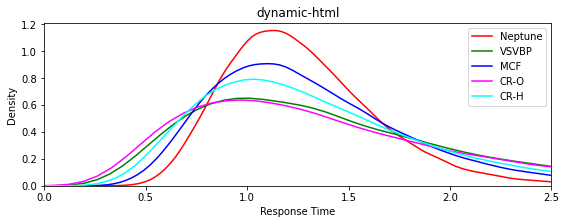 dynamic-html
Density
1.2
1.0
0.8
0.6
0.4
0.2
0.0
Neptune
VSVBP
MCF
CR-O
CR-H
0.0 0.5 1.0 1.5 2.0 2.5
Response Time